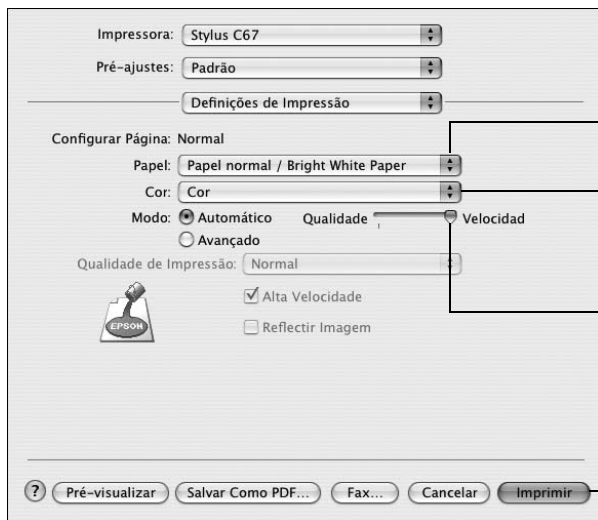 Impressora: Stylus C67
Pré-ajustes: Padrão
Definições de Impressão
Configurar Página: Normal
Papel: Papel normal / Bright White Paper
Cor: Cor
Modo: Automático Qualidade Velocidad
Avançado
Qualidade de Impressão: Normal
Alta Velocidade
Reflectir Imagem
EPSON
? Pré-visualizar Salvar Como PDF... Fax... Cancelar Imprimir